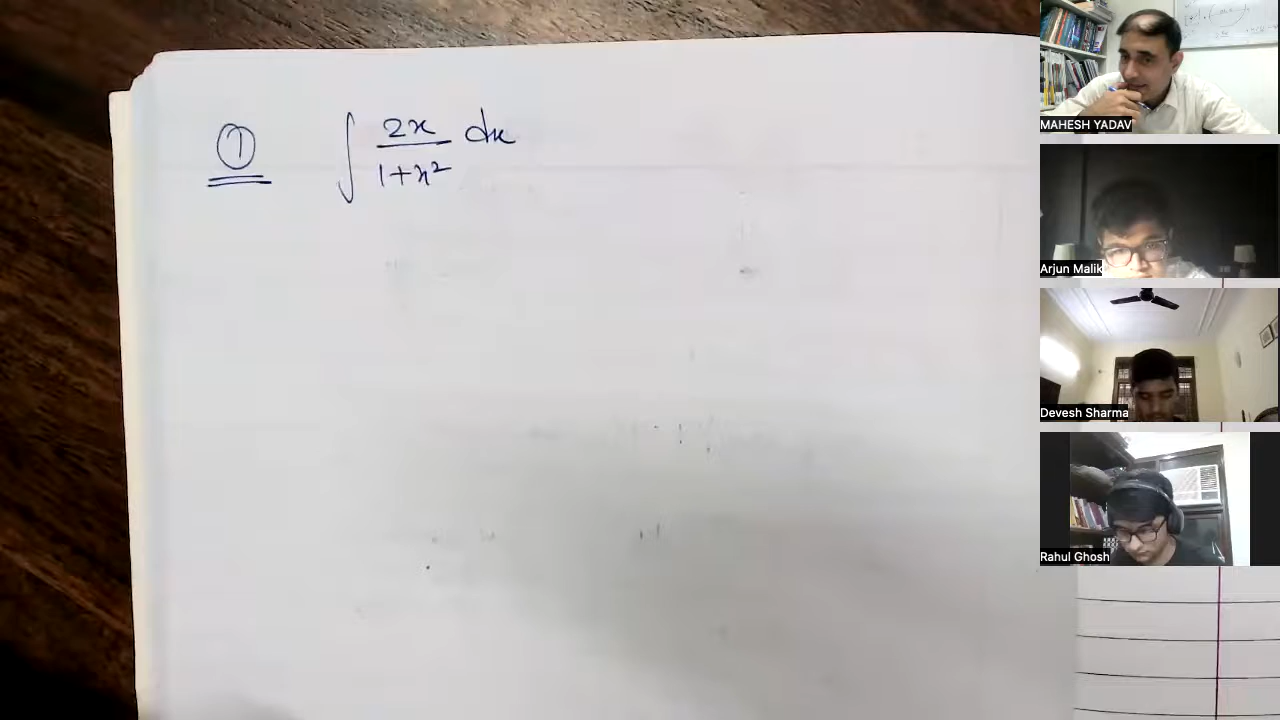 ① ∫ 2x/(1+x²) dx
MAHESH YADAV
Arjun Malik
Devesh Sharma
Rahul Ghosh